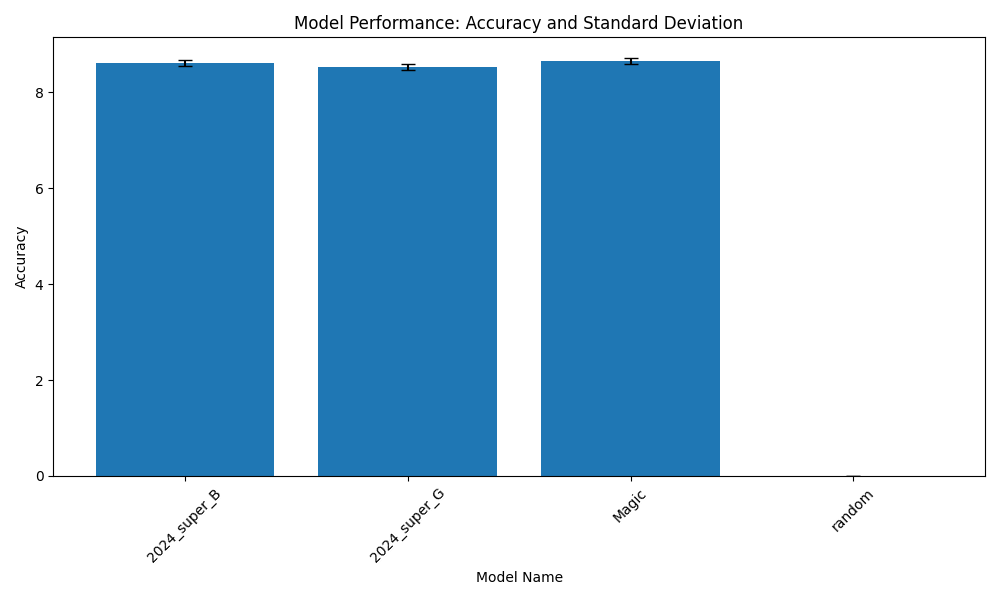 Model Performance: Accuracy and Standard Deviation
Accuracy
8
6
4
2
0
2024_super_B
2024_super_G
Magic
random
Model Name